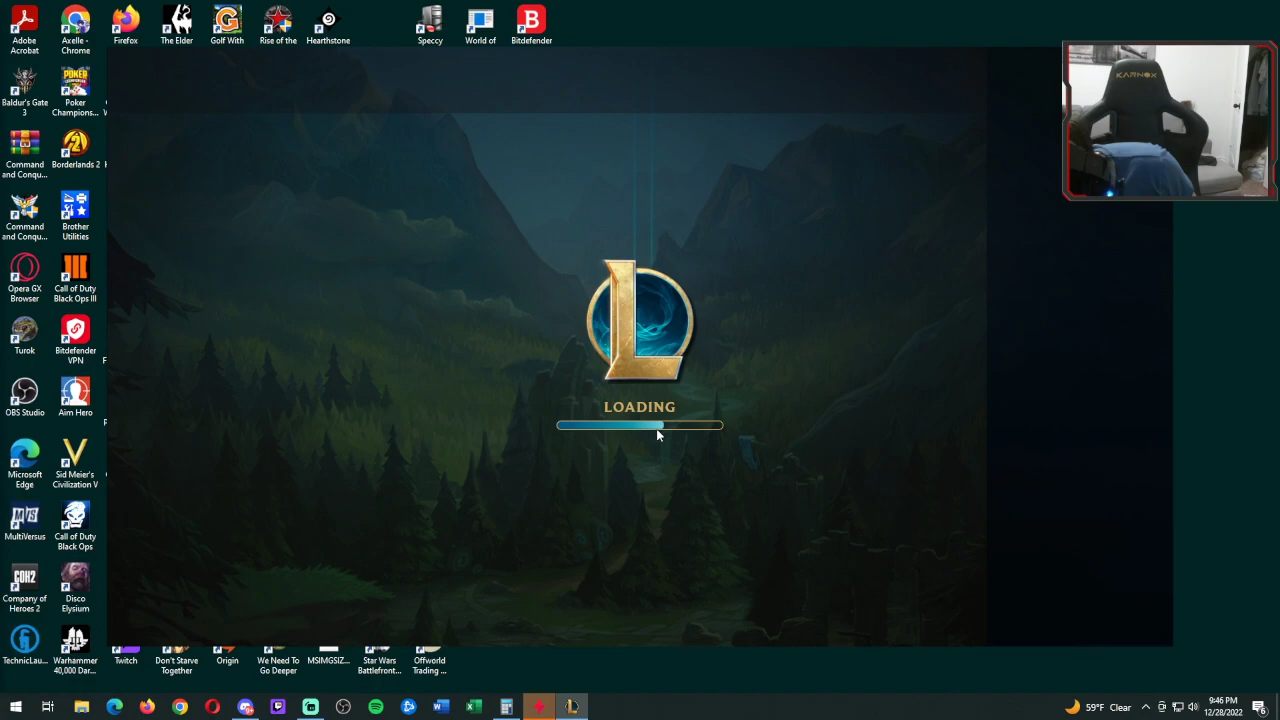 Adobe
Acrobat
Axelle -
Chrome
Firefox
The Elder
Golf With
Rise of the
Hearthstone
Speccy
World of
Bitdefender
KARNOX
Baldur's Gate
3
Poker
Champions...
Command
and Conqu...
Borderlands 2
Command
and Conqu...
Brother
Utilities
Opera GX
Browser
Call of Duty
Black Ops III
Turok
Bitdefender
VPN
OBS Studio
Aim Hero
LOADING
Microsoft
Edge
Sid Meier's
Civilization V
MultiVersus
Call of Duty
Black Ops
Company of
Heroes 2
Disco
Elysium
TechnicLau...
Warhammer
40,000 Dar...
Twitch
Don't Starve
Together
Origin
We Need To
Go Deeper
MSIMGSIZ...
Star Wars
Battlefront...
Offworld
Trading ...
59°F Clear
9:46 PM
12/28/2022